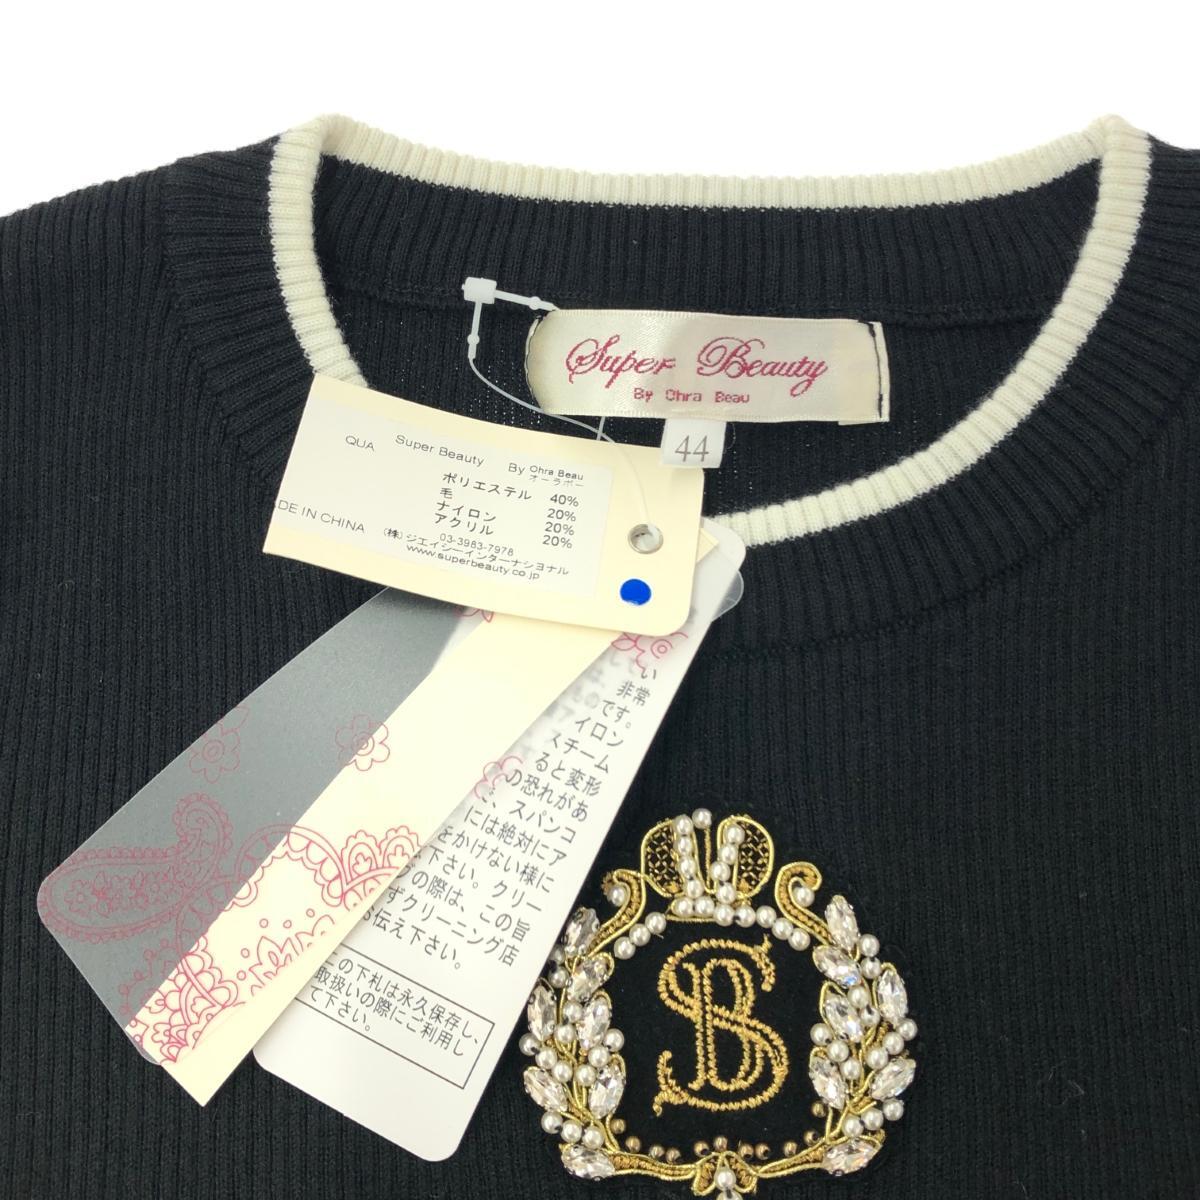 Super Beauty
By Ohra Beau
44
QUA
Super Beauty By Ohra Beau
オーラボー
ポリエステル 40%
毛 20%
ナイロン 20%
アクリル 20%
DE IN CHINA
03-3983-7978
(株)ジエイシーインターナショナル
www.superbeauty.co.jp
い
非常
です。
イロン
スチーム
ると変形
の恐れがあ
スパンコ
には絶対にア
をかけない様に
下さい。クリー
グの際は、この旨
ずクリーニング店
お伝え下さい。
この下札は永久保存し、
取扱いの際にご利用し
て下さい。
SB